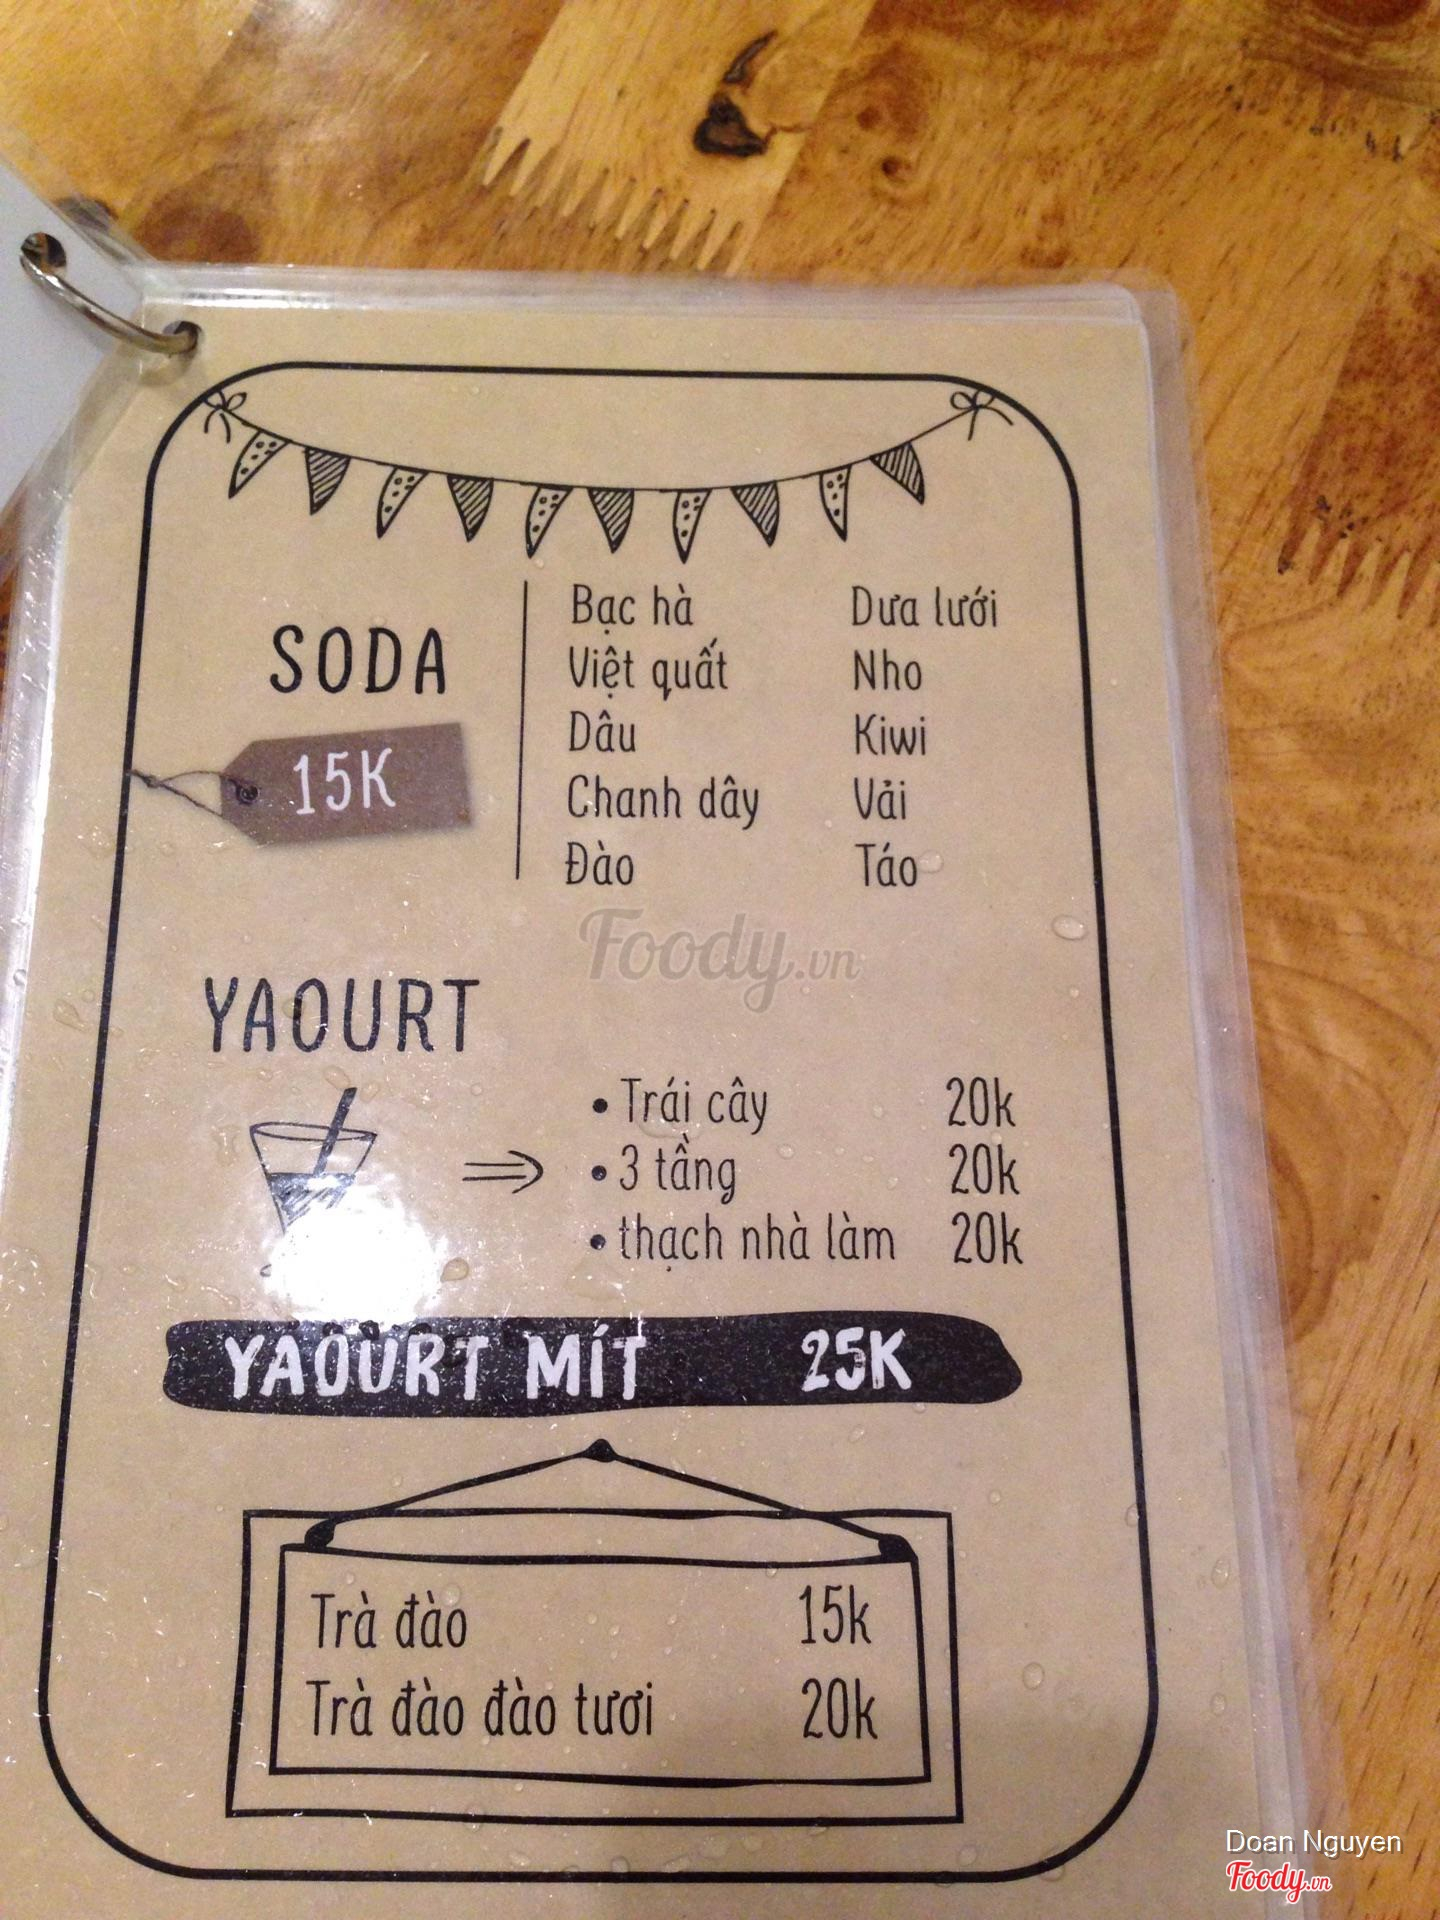 SODA
15K
Bạc hà
Việt quất
Dâu
Chanh dây
Đào
Dưa lưới
Nho
Kiwi
Vải
Táo
Foody.vn
YAOURT
• Trái cây 20k
• 3 tầng 20k
• thạch nhà làm 20k
YAOURT MÍT 25K
Trà đào 15k
Trà đào đào tươi 20k
Doan Nguyen
Foody.vn